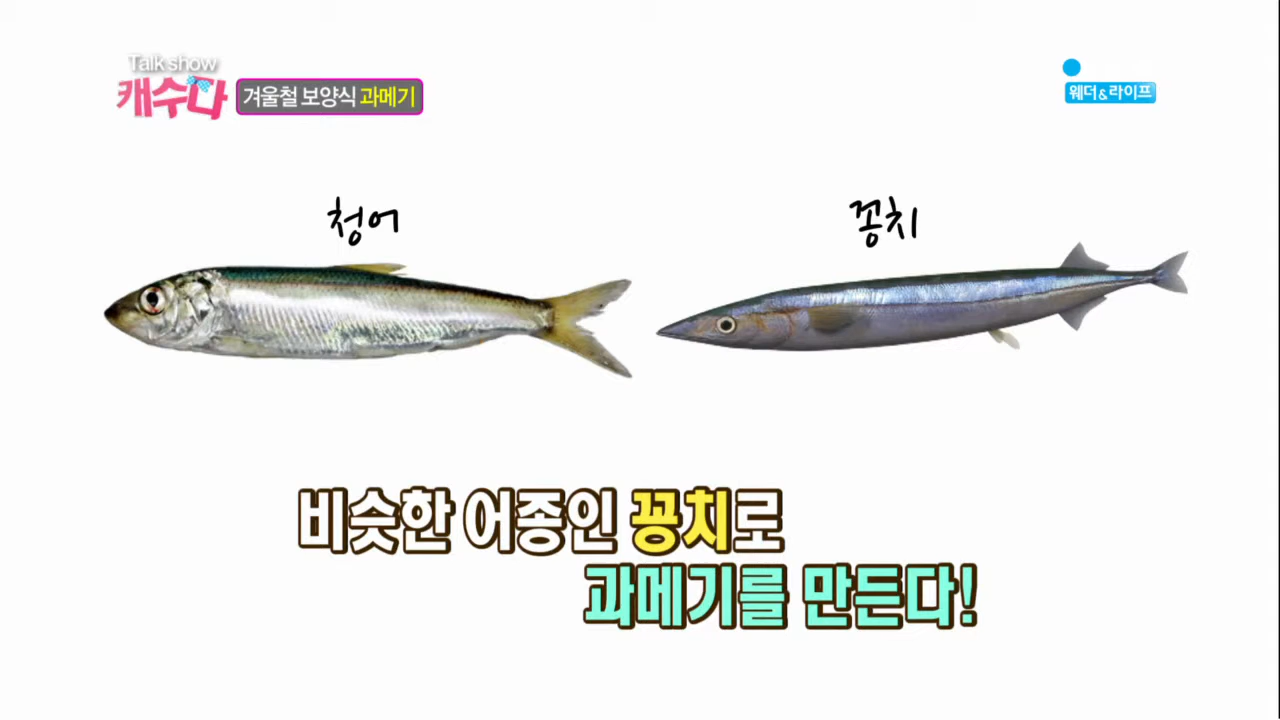 Talk show
캐수다
겨울철 보양식 과메기
웨더&라이프
청어
꽁치
비슷한 어종인 꽁치로
과메기를 만든다!